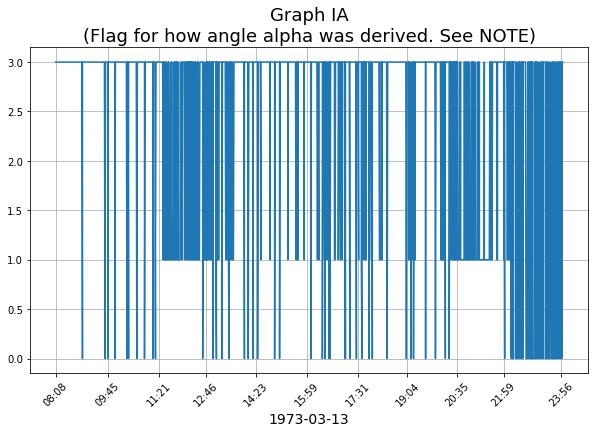 Graph IA
(Flag for how angle alpha was derived. See NOTE)
3.0
2.5
2.0
1.5
1.0
0.5
0.0
08:08 09:45 11:21 12:46 14:23 15:59 17:31 19:04 20:35 21:59 23:56
1973-03-13